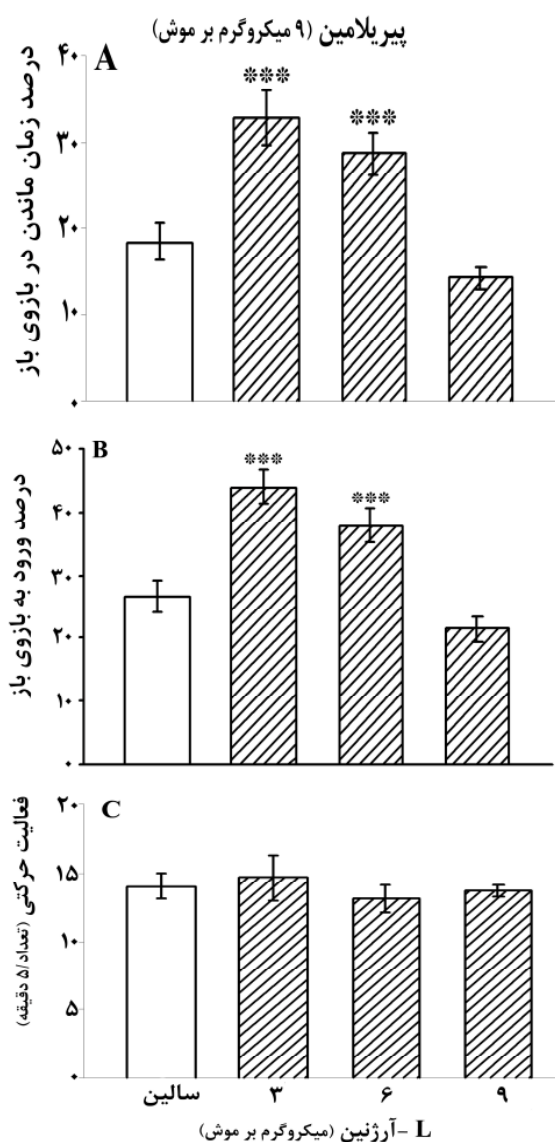 پیریلامین (۹ میکروگرم بر موش)
A
درصد زمان ماندن در بازوی باز
۴۰
۳۰
۲۰
۱۰
۰
***
***
B
درصد ورود به بازوی باز
۵۰
۴۰
۳۰
۲۰
۱۰
۰
***
***
C
فعالیت حرکتی (تعداد/۵ دقیقه)
۲۰
۱۵
۱۰
۵
۰
سالین ۳ ۶ ۹
L -آرژنین (میکروگرم بر موش)